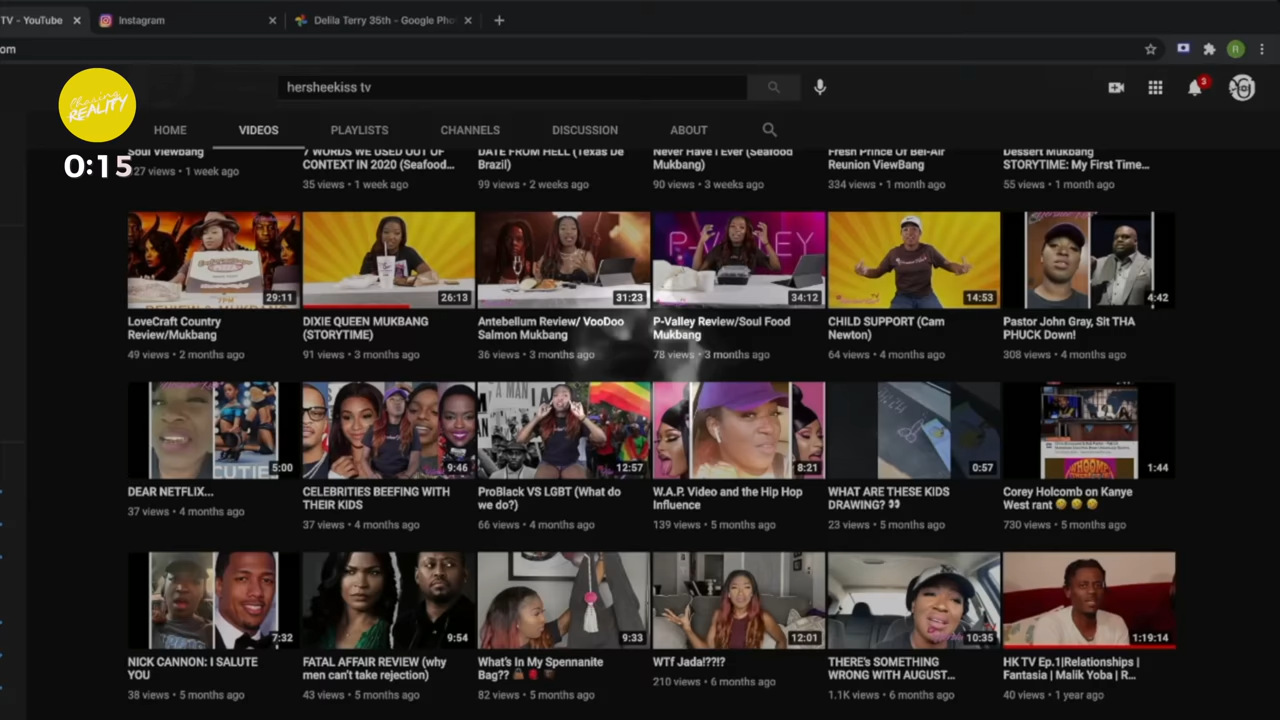 TV - YouTube
Instagram
Delila Terry 35th - Google Pho
om
hersheekiss tv
3
R
Chasing
REALITY
0:15
HOME
VIDEOS
PLAYLISTS
CHANNELS
DISCUSSION
ABOUT
Soul Viewbang
127 views • 1 week ago
7 WORDS WE USED OUT OF
CONTEXT IN 2020 (Seafood...
35 views • 1 week ago
DATE FROM HELL (Texas De
Brazil)
99 views • 2 weeks ago
Never Have I Ever (Seafood
Mukbang)
90 views • 3 weeks ago
Fresh Prince Of Bel-Air
Reunion ViewBang
334 views • 1 month ago
Dessert Mukbang
STORYTIME: My First Time...
55 views • 1 month ago
29:11
LoveCraft Country
Review/Mukbang
49 views • 2 months ago
26:13
DIXIE QUEEN MUKBANG
(STORYTIME)
91 views • 3 months ago
31:23
Antebellum Review/ VooDoo
Salmon Mukbang
36 views • 3 months ago
P-VALLEY
34:12
P-Valley Review/Soul Food
Mukbang
78 views • 3 months ago
14:53
CHILD SUPPORT (Cam
Newton)
64 views • 4 months ago
4:42
Pastor John Gray, Sit THA
PHUCK Down!
308 views • 4 months ago
CUTIE
5:00
DEAR NETFLIX...
37 views • 4 months ago
9:46
CELEBRITIES BEEFING WITH
THEIR KIDS
37 views • 4 months ago
12:57
ProBlack VS LGBT (What do
we do?)
66 views • 4 months ago
8:21
W.A.P. Video and the Hip Hop
Influence
139 views • 5 months ago
0:57
WHAT ARE THESE KIDS
DRAWING? 👀
23 views • 5 months ago
WHOOMP
1:44
Corey Holcomb on Kanye
West rant 🤣 🤣 🤣
730 views • 5 months ago
7:32
NICK CANNON: I SALUTE
YOU
38 views • 5 months ago
9:54
FATAL AFFAIR REVIEW (why
men can't take rejection)
43 views • 5 months ago
9:33
What's In My Spennanite
Bag??
82 views • 5 months ago
12:01
WTf Jada!??!?
210 views • 6 months ago
10:35
THERE'S SOMETHING
WRONG WITH AUGUST...
1.1K views • 6 months ago
1:19:14
HK TV Ep.1|Relationships |
Fantasia | Malik Yoba | R...
40 views • 1 year ago